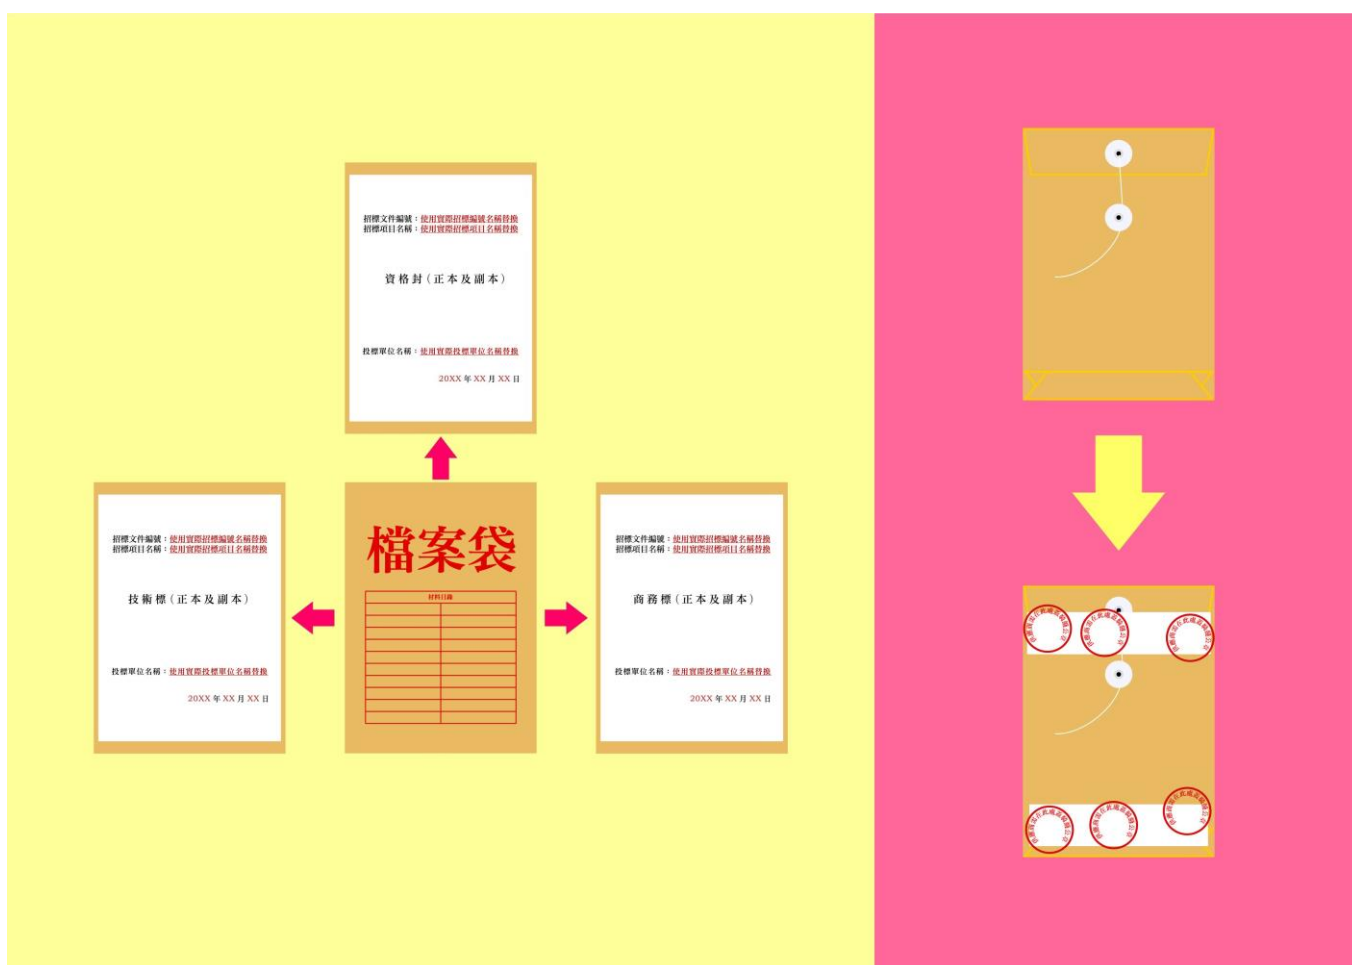 招標文件編號：使用實際招標編號名稱替換
招標項目名稱：使用實際招標項目名稱替換
資格封（正本及副本）
投標單位名稱：使用實際投標單位名稱替換
20XX 年 XX 月 XX 日
招標文件編號：使用實際招標編號名稱替換
招標項目名稱：使用實際招標項目名稱替換
技術標（正本及副本）
投標單位名稱：使用實際投標單位名稱替換
20XX 年 XX 月 XX 日
檔案袋
材料目錄
招標文件編號：使用實際招標編號名稱替換
招標項目名稱：使用實際招標項目名稱替換
商務標（正本及副本）
投標單位名稱：使用實際投標單位名稱替換
20XX 年 XX 月 XX 日